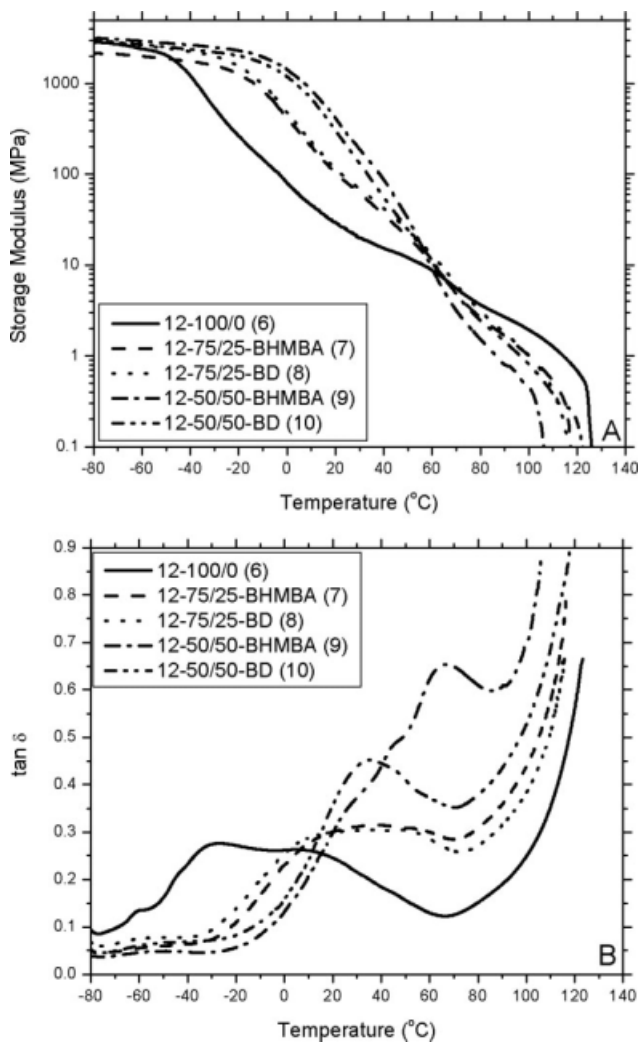 1000
100
10
1
0.1
Storage Modulus (MPa)
12-100/0 (6)
12-75/25-BHMBA (7)
12-75/25-BD (8)
12-50/50-BHMBA (9)
12-50/50-BD (10)
A
-80 -60 -40 -20 0 20 40 60 80 100 120 140
Temperature (°C)
0.9
0.8
0.7
0.6
0.5
0.4
0.3
0.2
0.1
0.0
tan δ
12-100/0 (6)
12-75/25-BHMBA (7)
12-75/25-BD (8)
12-50/50-BHMBA (9)
12-50/50-BD (10)
B
-80 -60 -40 -20 0 20 40 60 80 100 120 140
Temperature (°C)